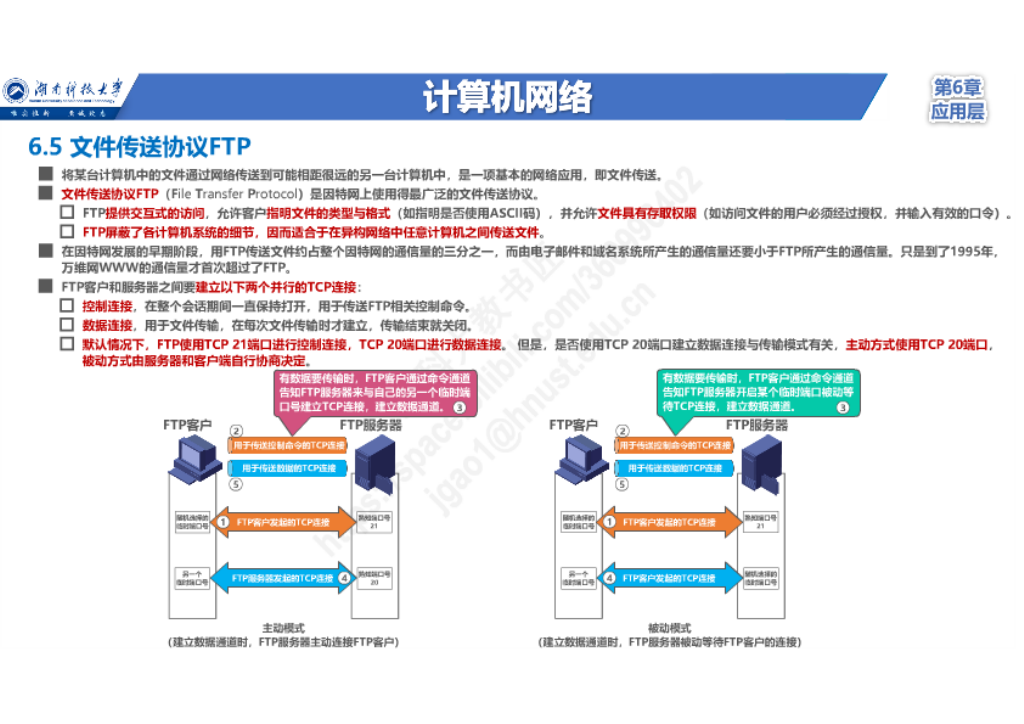 湖南科技大学
计算机网络
第6章
应用层
6.5 文件传送协议FTP
将某台计算机中的文件通过网络传送到可能相距很远的另一台计算机中，是一项基本的网络应用，即文件传送。
文件传送协议FTP（File Transfer Protocol）是因特网上使用得最广泛的文件传送协议。
FTP提供交互式的访问，允许客户指明文件的类型与格式（如指明是否使用ASCII码），并允许文件具有存取权限（如访问文件的用户必须经过授权，并输入有效的口令）。
FTP屏蔽了各计算机系统的细节，因而适合于在异构网络中任意计算机之间传送文件。
在因特网发展的早期阶段，用FTP传送文件约占整个因特网的通信量的三分之一，而由电子邮件和域名系统所产生的通信量还要小于FTP所产生的通信量。只是到了1995年，
万维网WWW的通信量才首次超过了FTP。
FTP客户和服务器之间要建立以下两个并行的TCP连接：
控制连接，在整个会话期间一直保持打开，用于传送FTP相关控制命令。
数据连接，用于文件传输，在每次文件传输时才建立，传输结束就关闭。
默认情况下，FTP使用TCP 21端口进行控制连接，TCP 20端口进行数据连接。但是，是否使用TCP 20端口建立数据连接与传输模式有关，主动方式使用TCP 20端口，
被动方式由服务器和客户端自行协商决定。
有数据要传输时，FTP客户通过命令通道
告知FTP服务器来与自己的另一个临时端
口号建立TCP连接，建立数据通道。 ③
FTP客户
FTP服务器
②
用于传送控制命令的TCP连接
用于传送数据的TCP连接
⑤
随机选择的
临时端口号
① FTP客户发起的TCP连接
熟知端口号
21
另一个
临时端口号
FTP服务器发起的TCP连接 ④
熟知端口号
20
主动模式
（建立数据通道时，FTP服务器主动连接FTP客户）
有数据要传输时，FTP客户通过命令通道
告知FTP服务器开启某个临时端口被动等
待TCP连接，建立数据通道。 ③
FTP客户
FTP服务器
②
用于传送控制命令的TCP连接
用于传送数据的TCP连接
⑤
随机选择的
临时端口号
① FTP客户发起的TCP连接
熟知端口号
21
另一个
临时端口号
④ FTP客户发起的TCP连接
随机选择的
临时端口号
被动模式
（建立数据通道时，FTP服务器被动等待FTP客户的连接）
jgao1@hnust.edu.cn